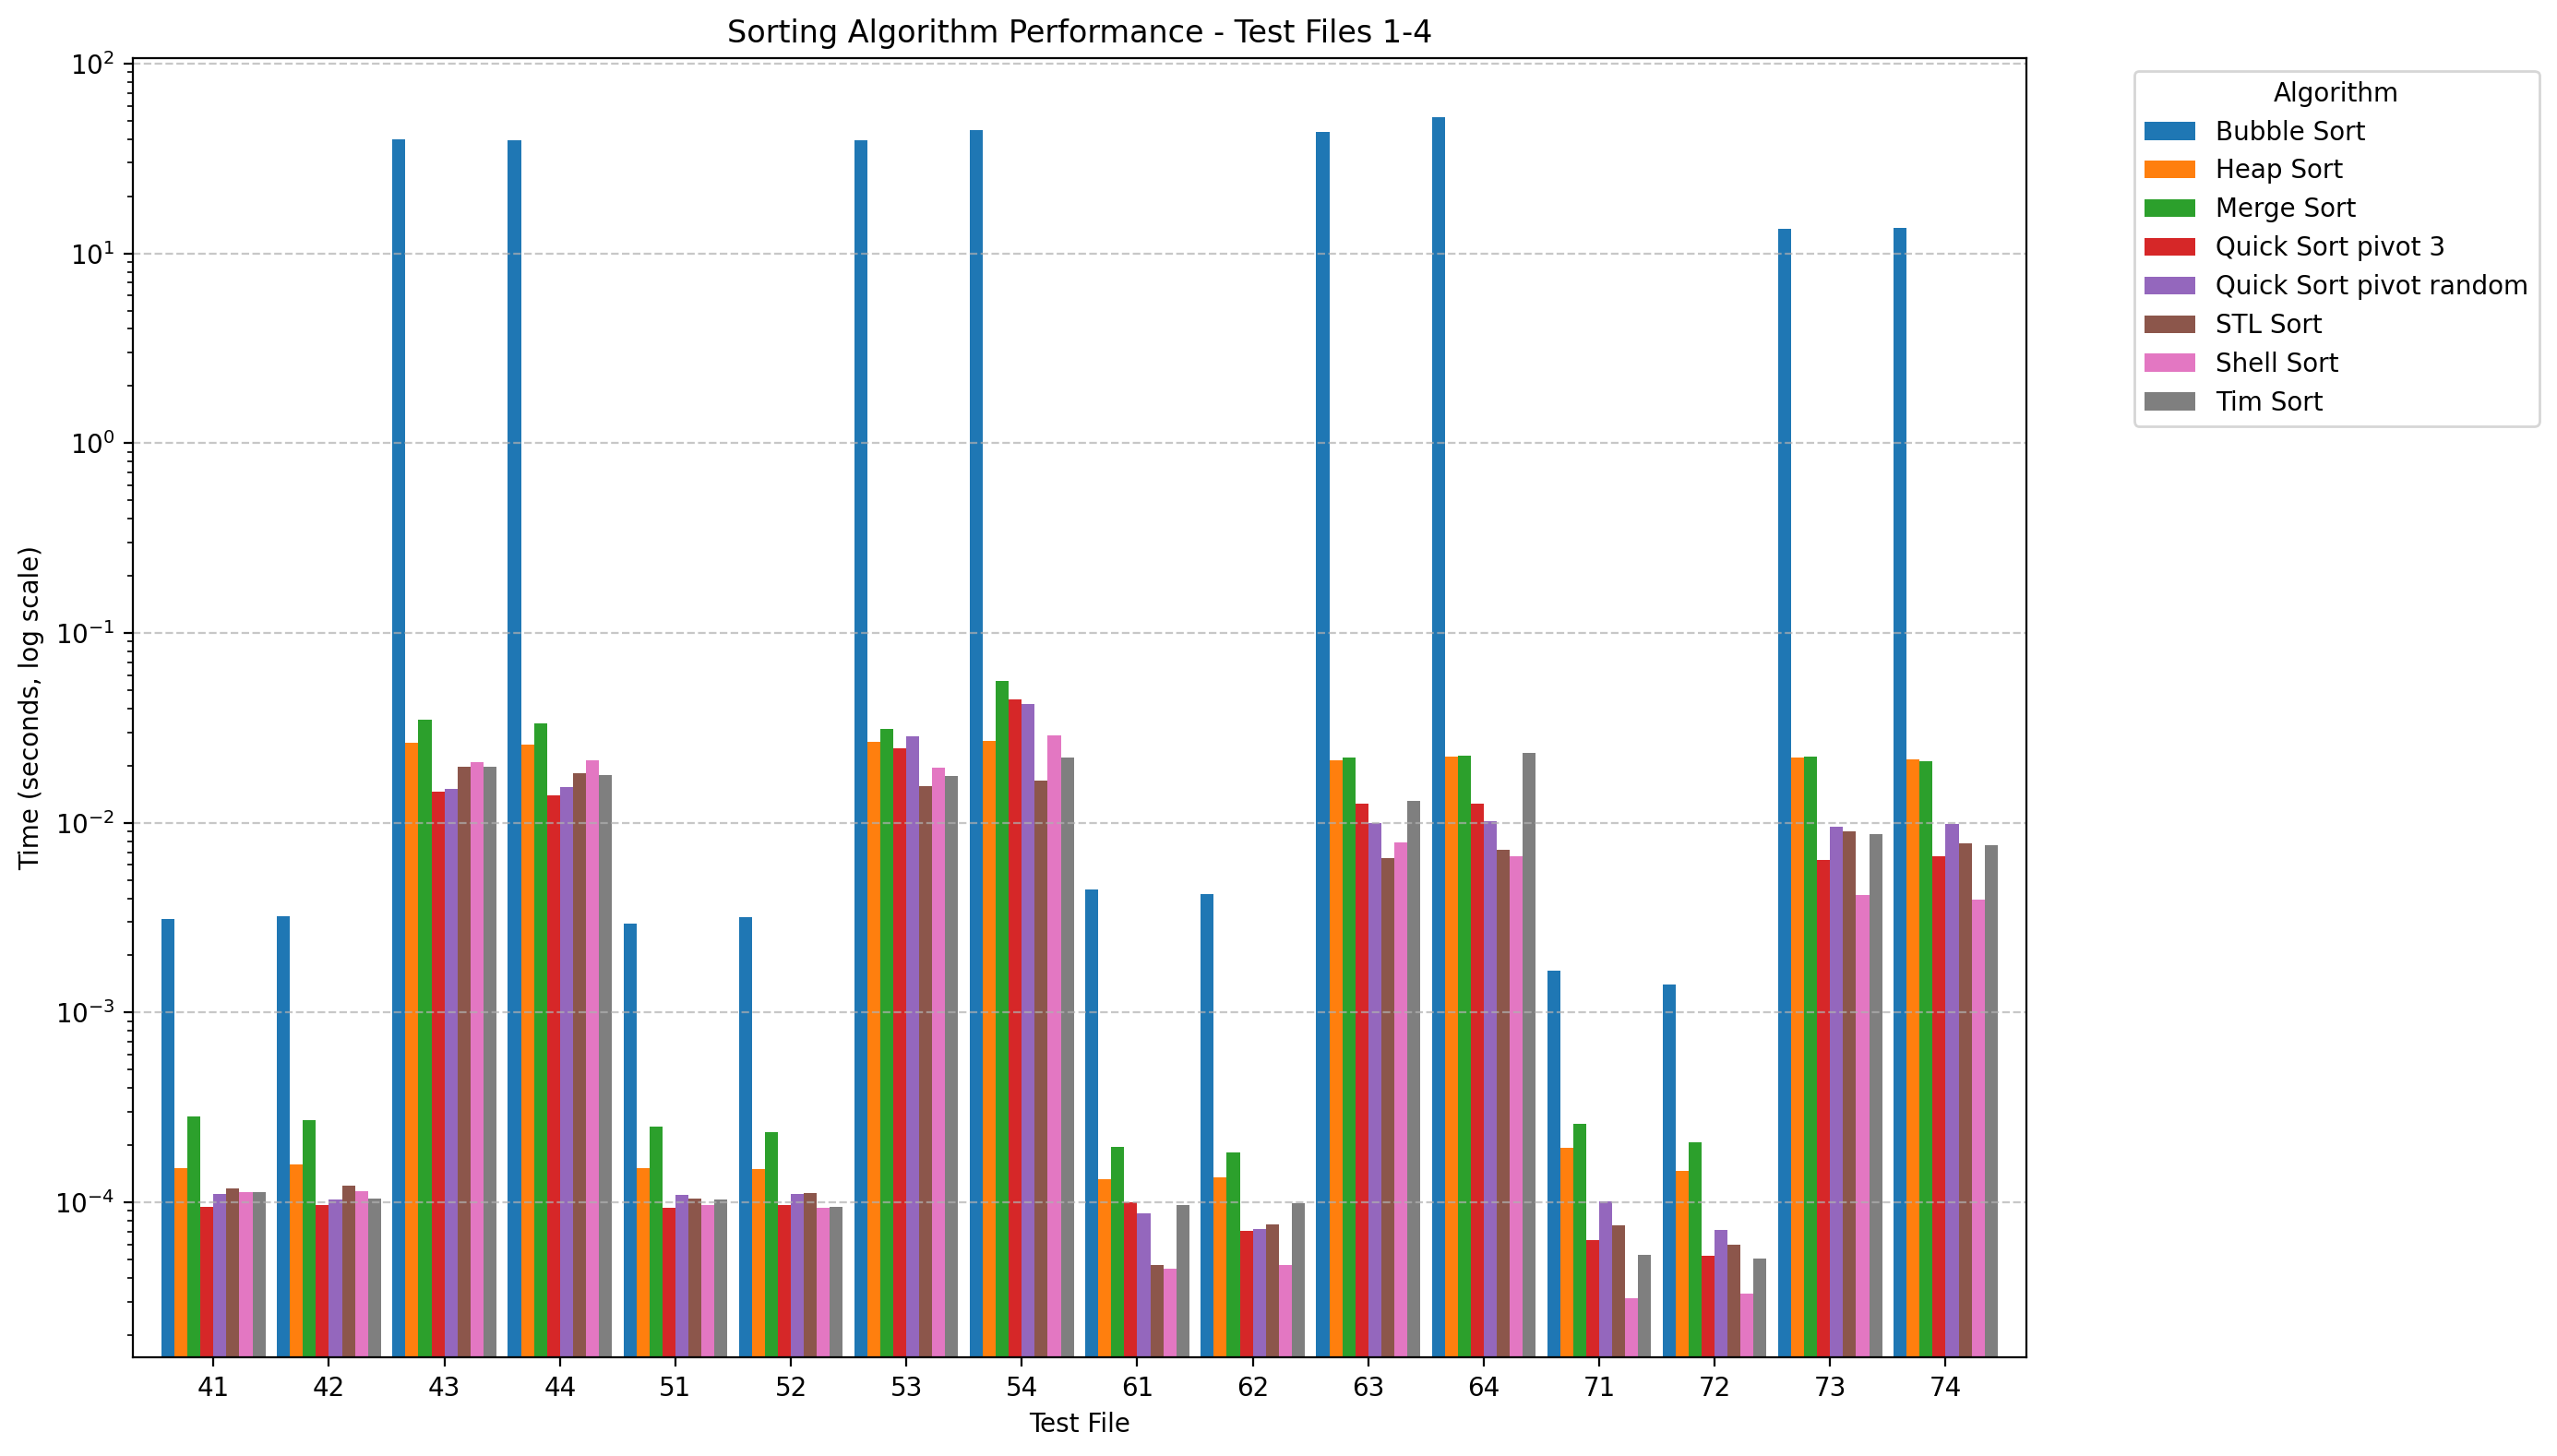 Sorting Algorithm Performance - Test Files 1-4
Time (seconds, log scale)
10²
10¹
10⁰
10⁻¹
10⁻²
10⁻³
10⁻⁴
41 42 43 44 51 52 53 54 61 62 63 64 71 72 73 74
Test File
Algorithm
Bubble Sort
Heap Sort
Merge Sort
Quick Sort pivot 3
Quick Sort pivot random
STL Sort
Shell Sort
Tim Sort